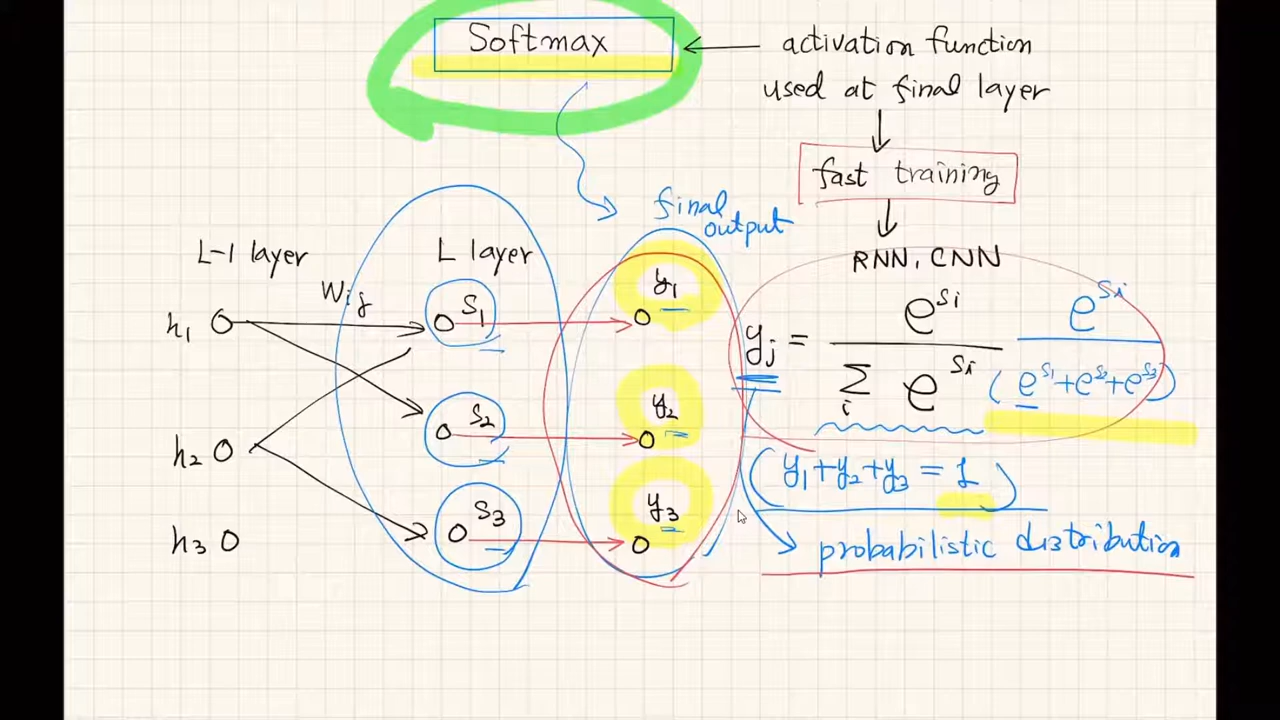 Softmax
activation function
used at final layer
fast training
RNN, CNN
final
output
L-1 layer
L layer
Wij
h1
h2
h3
S1
S2
S3
y1
y2
y3
yj = e^Si / Σi e^Si
e^Si / (e^S1+e^S2+e^S3)
(y1+y2+y3 = 1)
probabilistic distribution